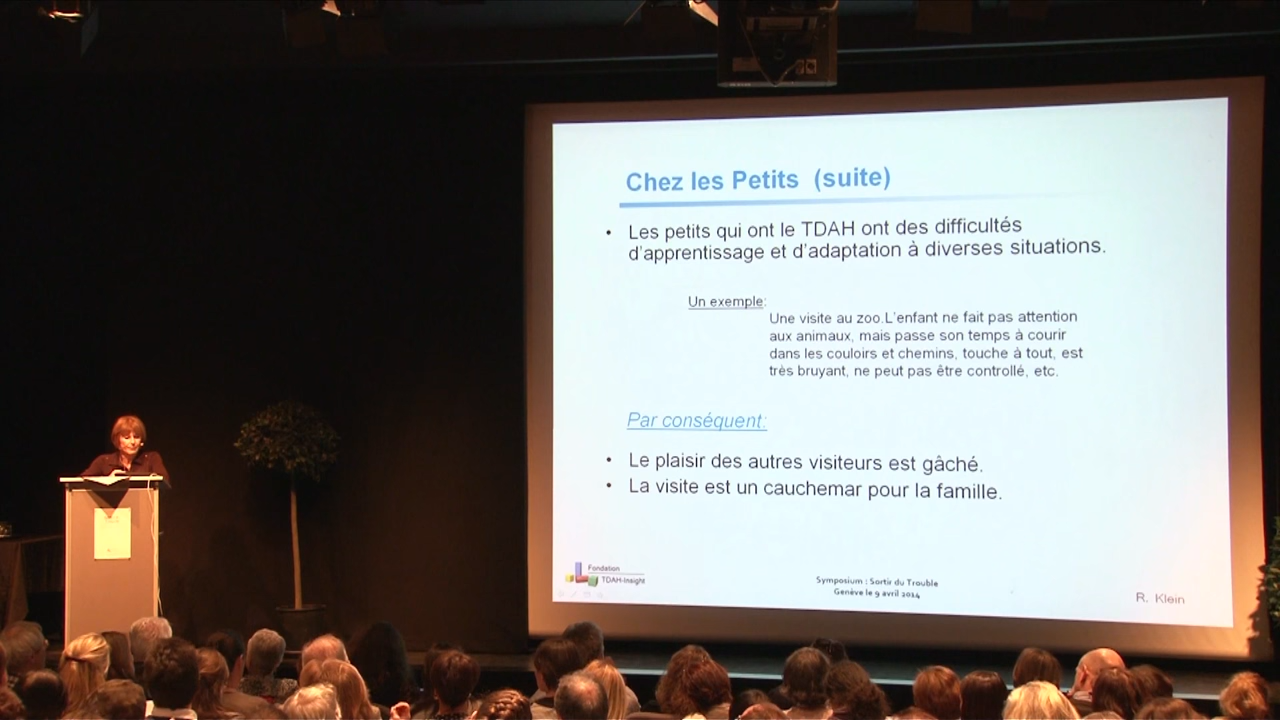 Chez les Petits (suite)
• Les petits qui ont le TDAH ont des difficultés
d'apprentissage et d'adaptation à diverses situations.
Un exemple:
Une visite au zoo.L'enfant ne fait pas attention
aux animaux, mais passe son temps à courir
dans les couloirs et chemins, touche à tout, est
très bruyant, ne peut pas être controllé, etc.
Par conséquent:
• Le plaisir des autres visiteurs est gâché.
• La visite est un cauchemar pour la famille.
Fondation
TDAH-Insight
Symposium : Sortir du Trouble
Genève le 9 avril 2014
R. Klein